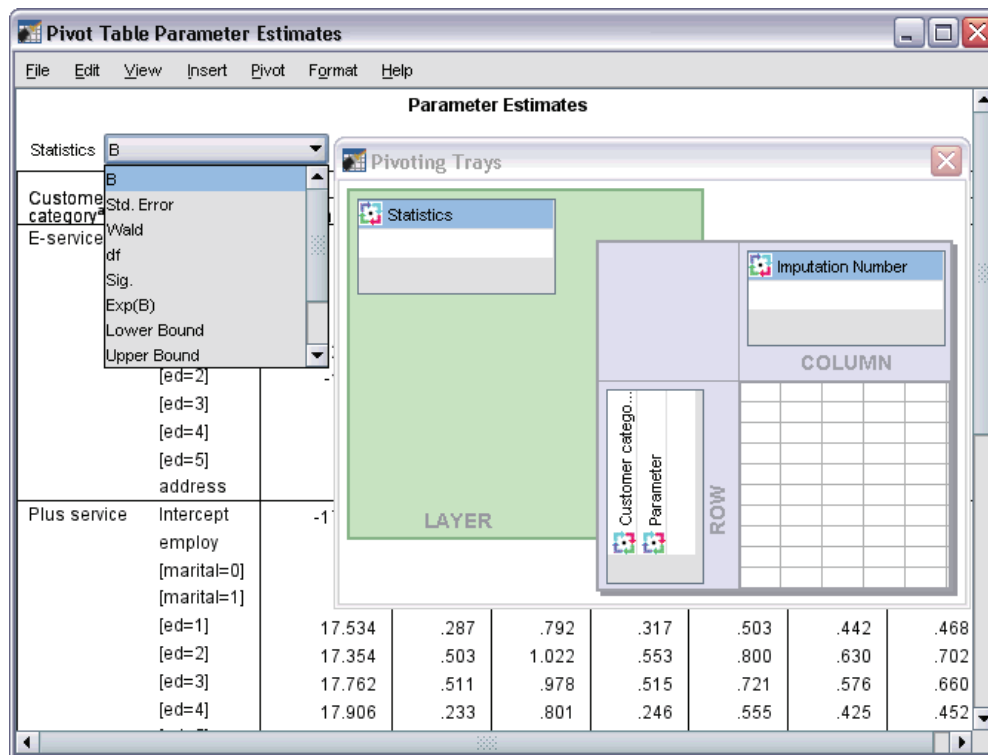 Pivot Table Parameter Estimates
File Edit View Insert Pivot Format Help
Parameter Estimates
Statistics B
B
Std. Error
Wald
df
Sig.
Exp(B)
Lower Bound
Upper Bound
Pivoting Trays
Statistics
LAYER
Imputation Number
COLUMN
Customer catego...
Parameter
ROW
category
E-service
[ed=2]
[ed=3]
[ed=4]
[ed=5]
address
Plus service Intercept
employ
[marital=0]
[marital=1]
[ed=1] 17.534 .287 .792 .317 .503 .442 .468
[ed=2] 17.354 .503 1.022 .553 .800 .630 .702
[ed=3] 17.762 .511 .978 .515 .721 .576 .660
[ed=4] 17.906 .233 .801 .246 .555 .425 .452